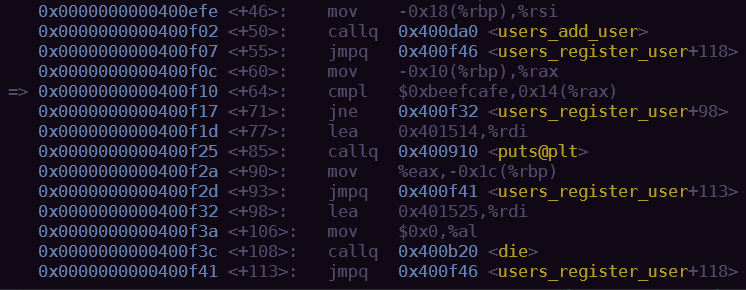 0x0000000000400efe <+46>: mov -0x18(%rbp),%rsi
0x0000000000400f02 <+50>: callq 0x400da0 <users_add_user>
0x0000000000400f07 <+55>: jmpq 0x400f46 <users_register_user+118>
0x0000000000400f0c <+60>: mov -0x10(%rbp),%rax
=> 0x0000000000400f10 <+64>: cmpl $0xbeefcafe,0x14(%rax)
0x0000000000400f17 <+71>: jne 0x400f32 <users_register_user+98>
0x0000000000400f1d <+77>: lea 0x401514,%rdi
0x0000000000400f25 <+85>: callq 0x400910 <puts@plt>
0x0000000000400f2a <+90>: mov %eax,-0x1c(%rbp)
0x0000000000400f2d <+93>: jmpq 0x400f41 <users_register_user+113>
0x0000000000400f32 <+98>: lea 0x401525,%rdi
0x0000000000400f3a <+106>: mov $0x0,%al
0x0000000000400f3c <+108>: callq 0x400b20 <die>
0x0000000000400f41 <+113>: jmpq 0x400f46 <users_register_user+118>